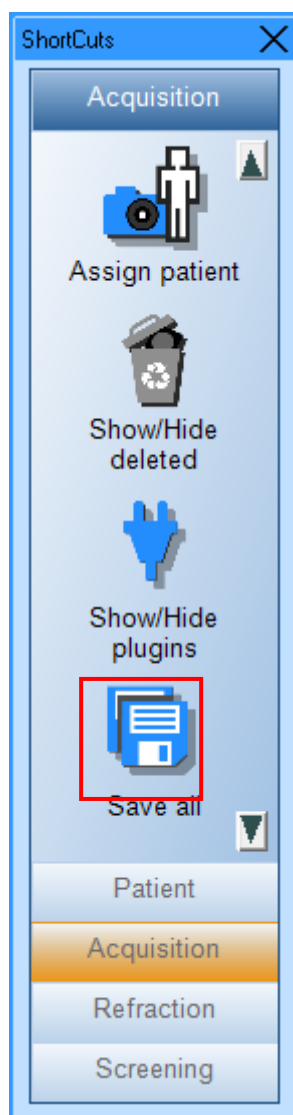 ShortCuts
Acquisition
Assign patient
Show/Hide
deleted
Show/Hide
plugins
Save all
Patient
Acquisition
Refraction
Screening